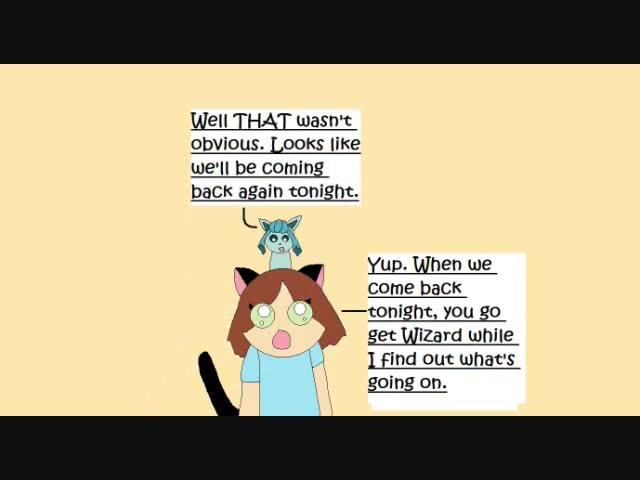 Well THAT wasn't
obvious. Looks like
we'll be coming
back again tonight.
Yup. When we
come back
tonight, you go
get Wizard while
I find out what's
going on.